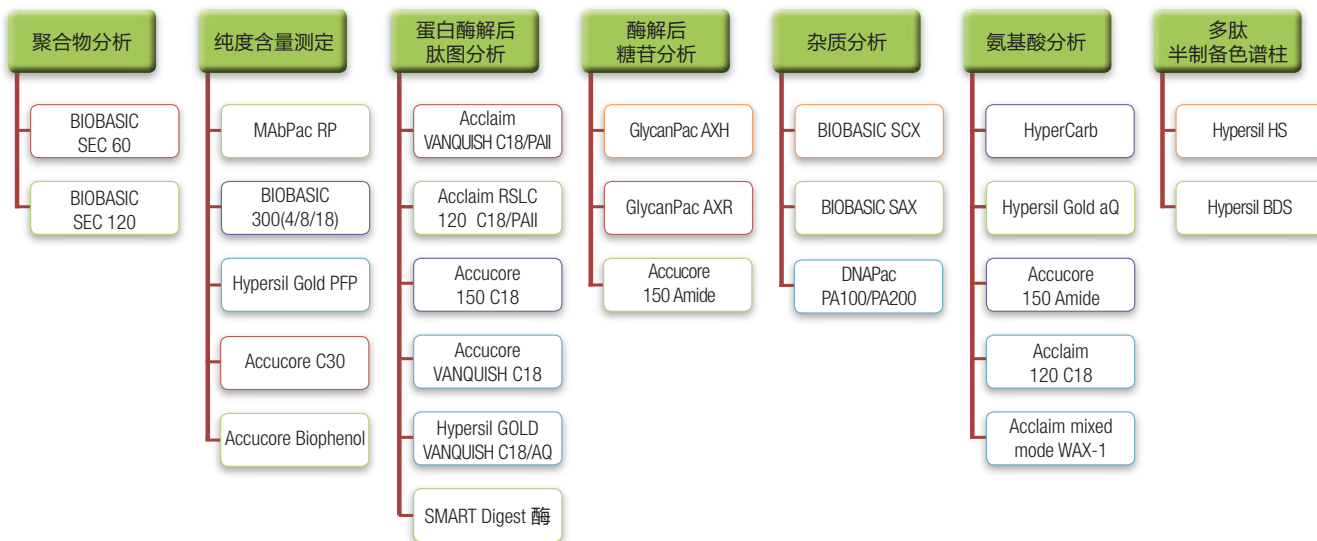 聚合物分析
BIOBASIC
SEC 60
BIOBASIC
SEC 120
纯度含量测定
MAbPac RP
BIOBASIC
300(4/8/18)
Hypersil Gold PFP
Accucore C30
Accucore Biophenol
蛋白酶解后
肽图分析
Acclaim
VANQUISH C18/PAII
Acclaim RSLC
120 C18/PAII
Accucore
150 C18
Accucore
VANQUISH C18
Hypersil GOLD
VANQUISH C18/AQ
SMART Digest 酶
酶解后
糖苷分析
GlycanPac AXH
GlycanPac AXR
Accucore
150 Amide
杂质分析
BIOBASIC SCX
BIOBASIC SAX
DNAPac
PA100/PA200
氨基酸分析
HyperCarb
Hypersil Gold aQ
Accucore
150 Amide
Acclaim
120 C18
Acclaim mixed
mode WAX-1
多肽
半制备色谱柱
Hypersil HS
Hypersil BDS